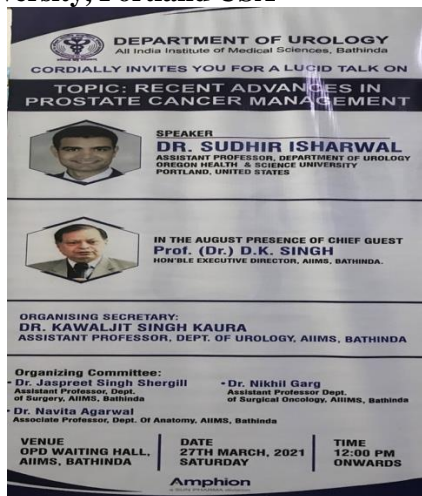 versity, Portland USA
DEPARTMENT OF UROLOGY
All India Institute of Medical Sciences, Bathinda
CORDIALLY INVITES YOU FOR A LUCID TALK ON
TOPIC: RECENT ADVANCES IN
PROSTATE CANCER MANAGEMENT
SPEAKER
DR. SUDHIR ISHARWAL
ASSISTANT PROFESSOR, DEPARTMENT OF UROLOGY
OREGON HEALTH & SCIENCE UNIVERSITY
PORTLAND, UNITED STATES
IN THE AUGUST PRESENCE OF CHIEF GUEST
Prof. (Dr.) D.K. SINGH
HON'BLE EXECUTIVE DIRECTOR, AIIMS, BATHINDA.
ORGANISING SECRETARY:
DR. KAWALJIT SINGH KAURA
ASSISTANT PROFESSOR, DEPT. OF UROLOGY, AIIMS, BATHINDA
Organizing Committee:
• Dr. Jaspreet Singh Shergill
Assistant Professor, Dept.
of Surgery, AIIMS, Bathinda
• Dr. Nikhil Garg
Assistant Professor Dept.
of Surgical Oncology, AIIIMS, Bathinda
• Dr. Navita Agarwal
Associate Professor, Dept. Of Anatomy, AIIMS, Bathinda
VENUE
OPD WAITING HALL,
AIIMS, BATHINDA
DATE
27TH MARCH, 2021
SATURDAY
TIME
12:00 PM
ONWARDS
Amphion